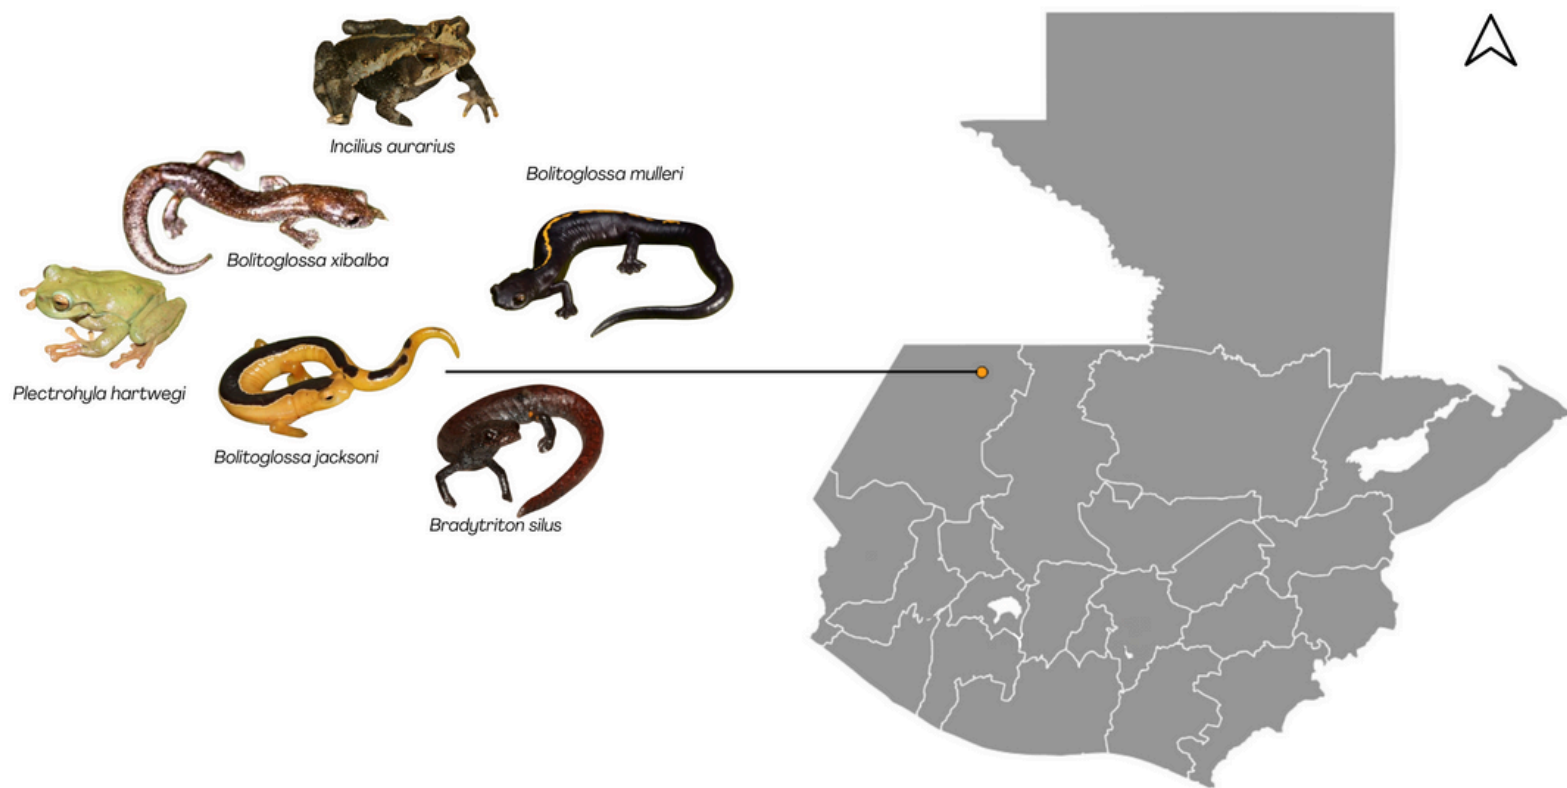 Incilius aurarius
Bolitoglossa mulleri
Bolitoglossa xibalba
Plectrohyla hartwegi
Bolitoglossa jacksoni
Bradytriton silus